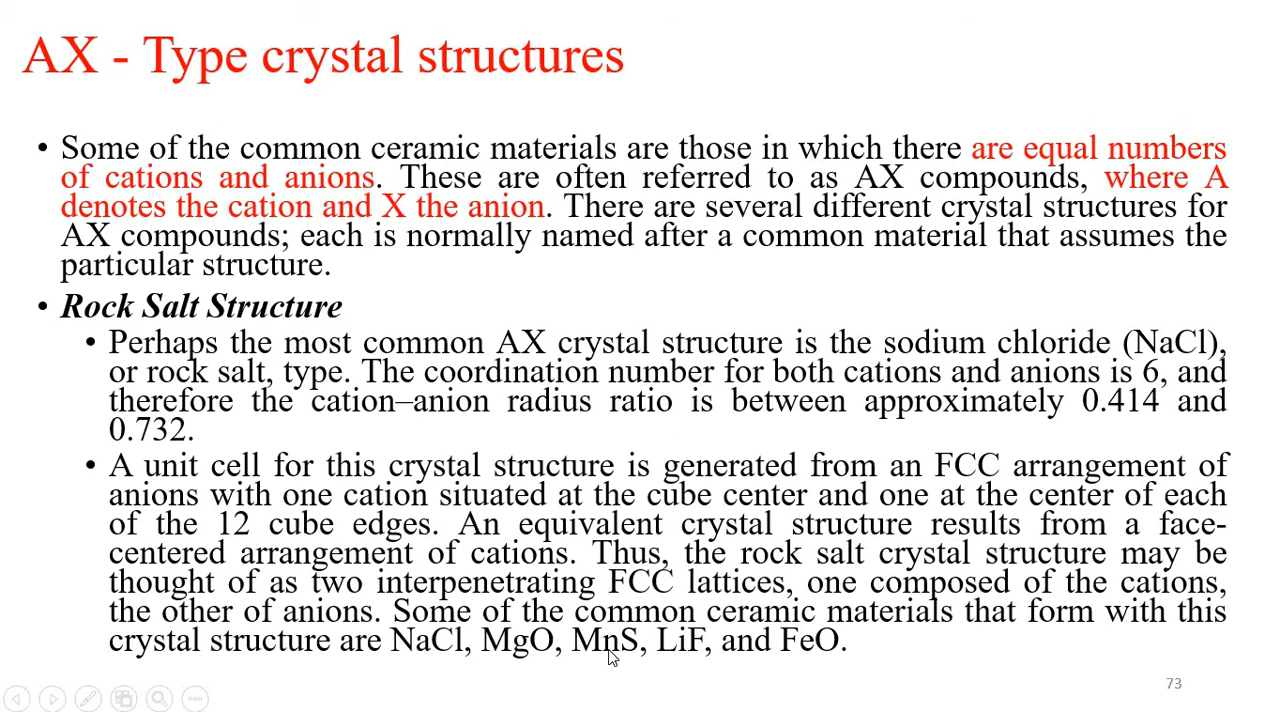 AX - Type crystal structures
• Some of the common ceramic materials are those in which there are equal numbers
of cations and anions. These are often referred to as AX compounds, where A
denotes the cation and X the anion. There are several different crystal structures for
AX compounds; each is normally named after a common material that assumes the
particular structure.
• Rock Salt Structure
• Perhaps the most common AX crystal structure is the sodium chloride (NaCl),
or rock salt, type. The coordination number for both cations and anions is 6, and
therefore the cation–anion radius ratio is between approximately 0.414 and
0.732.
• A unit cell for this crystal structure is generated from an FCC arrangement of
anions with one cation situated at the cube center and one at the center of each
of the 12 cube edges. An equivalent crystal structure results from a face-
centered arrangement of cations. Thus, the rock salt crystal structure may be
thought of as two interpenetrating FCC lattices, one composed of the cations,
the other of anions. Some of the common ceramic materials that form with this
crystal structure are NaCl, MgO, MnS, LiF, and FeO.
73